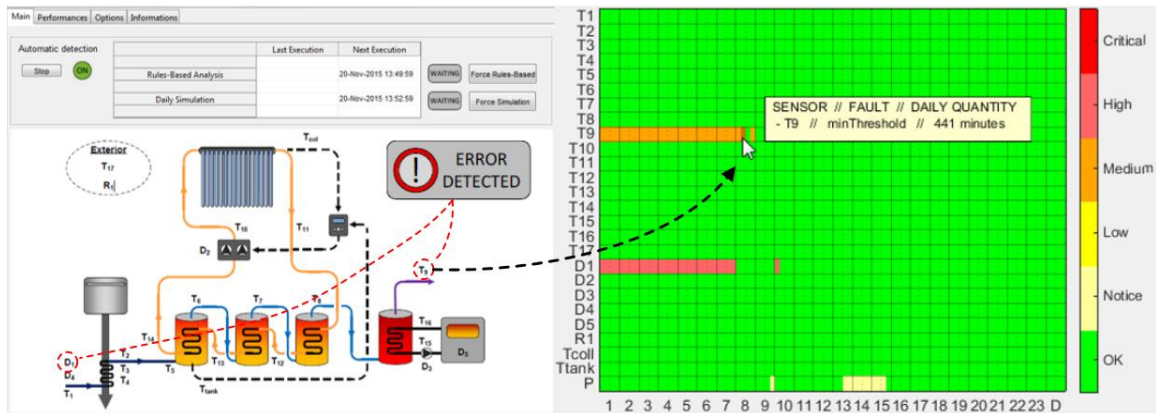 Main Performances Options Informations
Automatic detection
Stop ON
Last Execution Next Execution
Rules-Based Analysis 20-Nov-2015 13:49:59 WAITING Force Rules-Based
Daily Simulation 20-Nov-2015 13:52:59 WAITING Force Simulation
Exterior
T17
R1
Tcol
ERROR
DETECTED
T10
T11
D2
T9
T6
T7
T8
T14
T13
T12
T16
T15
D5
D3
D1
D4
T1
T2
T3
T4
T5
Ttank
T1
T2
T3
T4
T5
T6
T7
T8
T9
T10
T11
T12
T13
T14
T15
T16
T17
D1
D2
D3
D4
D5
R1
Tcoll
Ttank
P
SENSOR // FAULT // DAILY QUANTITY
- T9 // minThreshold // 441 minutes
1 2 3 4 5 6 7 8 9 10 11 12 13 14 15 16 17 18 19 20 21 22 23 D
Critical
High
Medium
Low
Notice
OK